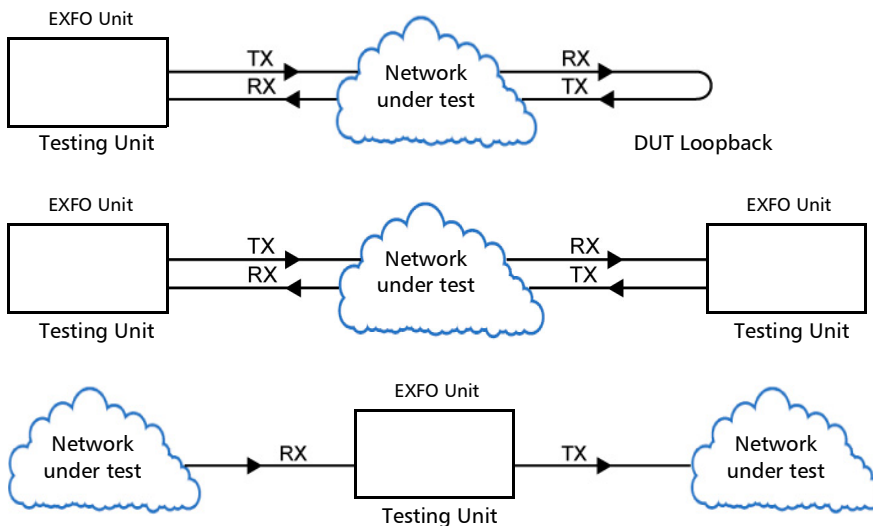 EXFO Unit
TX
RX
Network
under test
RX
TX
Testing Unit
DUT Loopback
EXFO Unit
EXFO Unit
TX
RX
Network
under test
RX
TX
Testing Unit
Testing Unit
EXFO Unit
Network
under test
RX
TX
Network
under test
Testing Unit